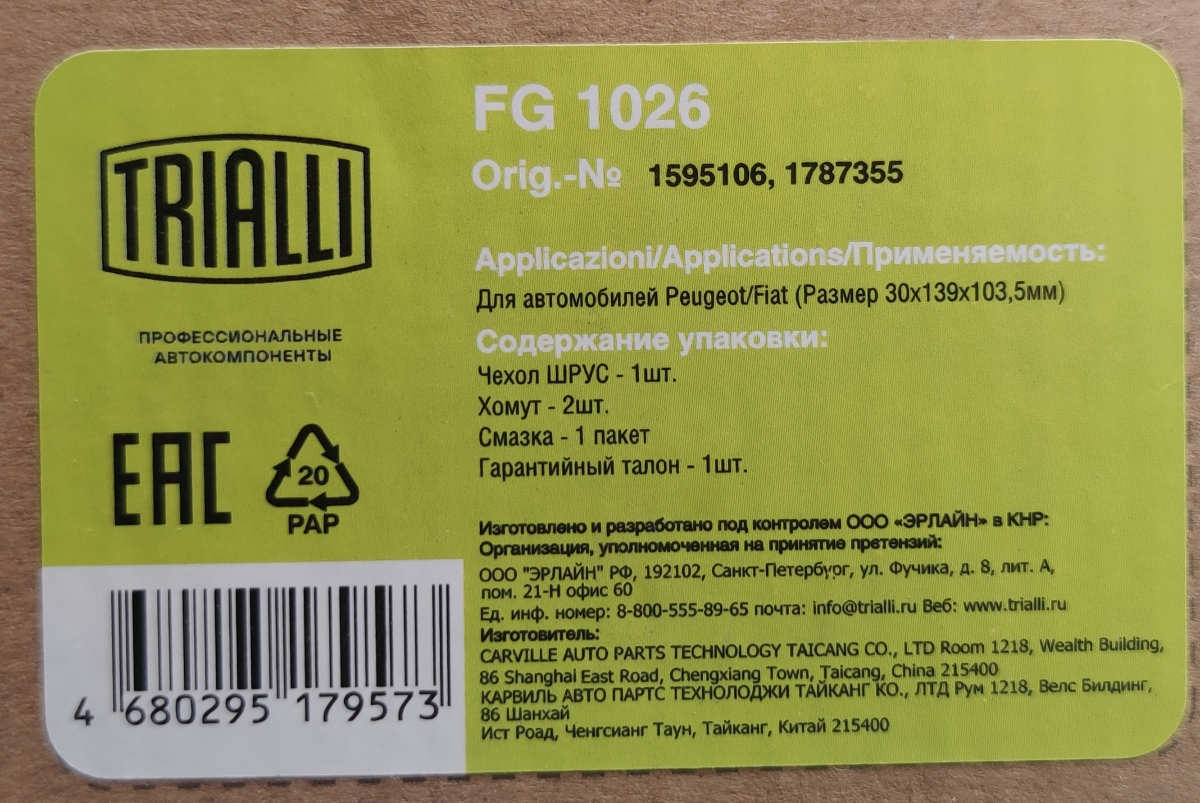 TRIALLI
ПРОФЕССИОНАЛЬНЫЕ
АВТОКОМПОНЕНТЫ
EAC
20
PAP
4 680295 179573
FG 1026
Orig.-№ 1595106, 1787355
Applicazioni/Applications/Применяемость:
Для автомобилей Peugeot/Fiat (Размер 30х139х103,5мм)
Содержание упаковки:
Чехол ШРУС - 1шт.
Хомут - 2шт.
Смазка - 1 пакет
Гарантийный талон - 1шт.
Изготовлено и разработано под контролем ООО «ЭРЛАЙН» в КНР:
Организация, уполномоченная на принятие претензий:
ООО "ЭРЛАЙН" РФ, 192102, Санкт-Петербург, ул. Фучика, д. 8, лит. А,
пом. 21-Н офис 60
Ед. инф. номер: 8-800-555-89-65 почта: info@trialli.ru Веб: www.trialli.ru
Изготовитель:
CARVILLE AUTO PARTS TECHNOLOGY TAICANG CO., LTD Room 1218, Wealth Building,
86 Shanghai East Road, Chengxiang Town, Taicang, China 215400
КАРВИЛЬ АВТО ПАРТС ТЕХНОЛОДЖИ ТАЙКАНГ КО., ЛТД Рум 1218, Велс Билдинг,
86 Шанхай
Ист Роад, Ченгсианг Таун, Тайканг, Китай 215400